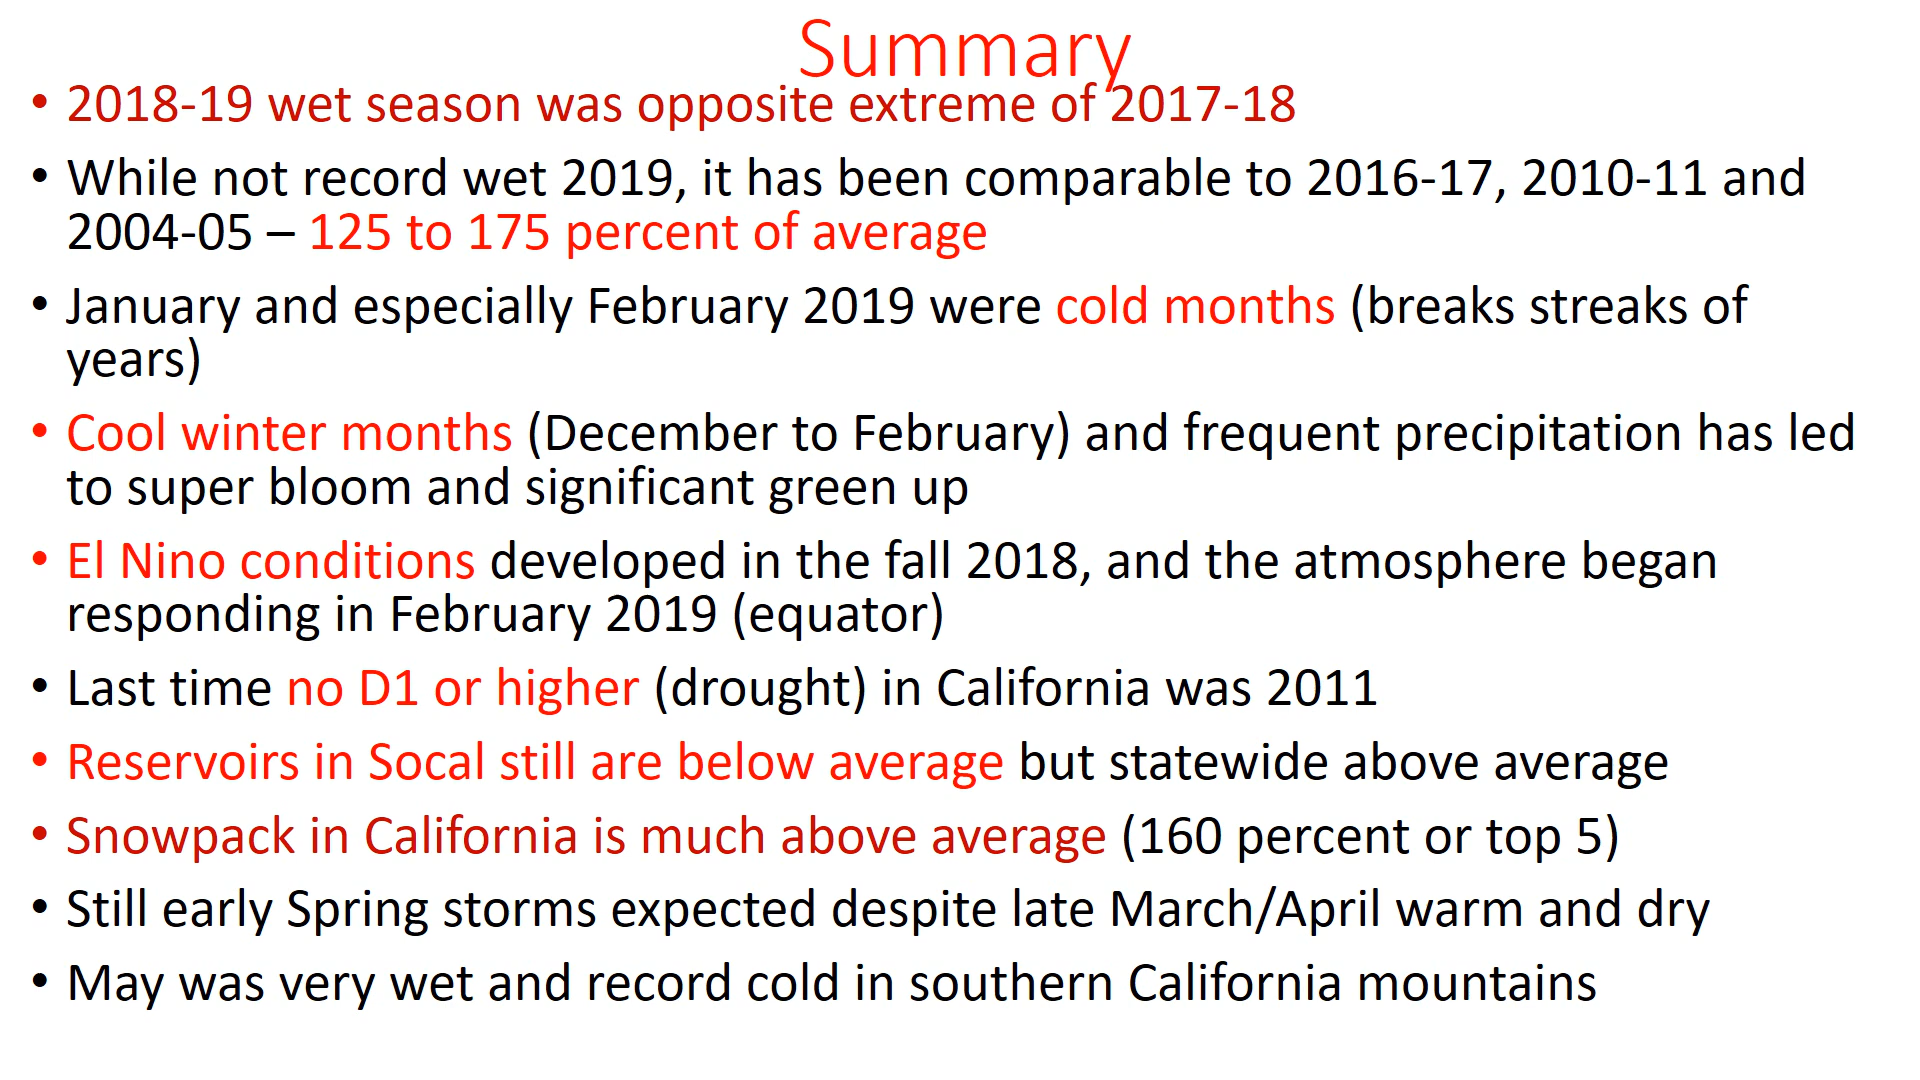 Summary
• 2018-19 wet season was opposite extreme of 2017-18
• While not record wet 2019, it has been comparable to 2016-17, 2010-11 and
2004-05 – 125 to 175 percent of average
• January and especially February 2019 were cold months (breaks streaks of
years)
• Cool winter months (December to February) and frequent precipitation has led
to super bloom and significant green up
• El Nino conditions developed in the fall 2018, and the atmosphere began
responding in February 2019 (equator)
• Last time no D1 or higher (drought) in California was 2011
• Reservoirs in Socal still are below average but statewide above average
• Snowpack in California is much above average (160 percent or top 5)
• Still early Spring storms expected despite late March/April warm and dry
• May was very wet and record cold in southern California mountains